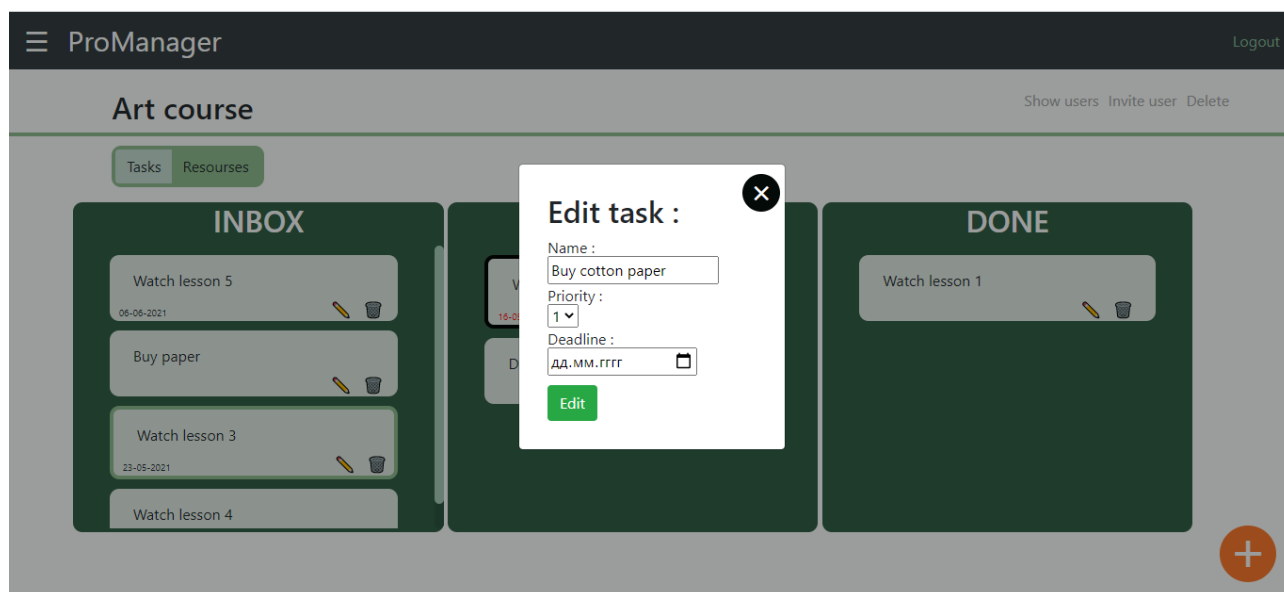 ProManager
Logout
Art course
Show users Invite user Delete
Tasks Resourses
INBOX
Watch lesson 5
06-06-2021
Buy paper
Watch lesson 3
23-05-2021
Watch lesson 4
Edit task :
Name :
Buy cotton paper
Priority :
1
Deadline :
дд.мм.гггг
Edit
DONE
Watch lesson 1